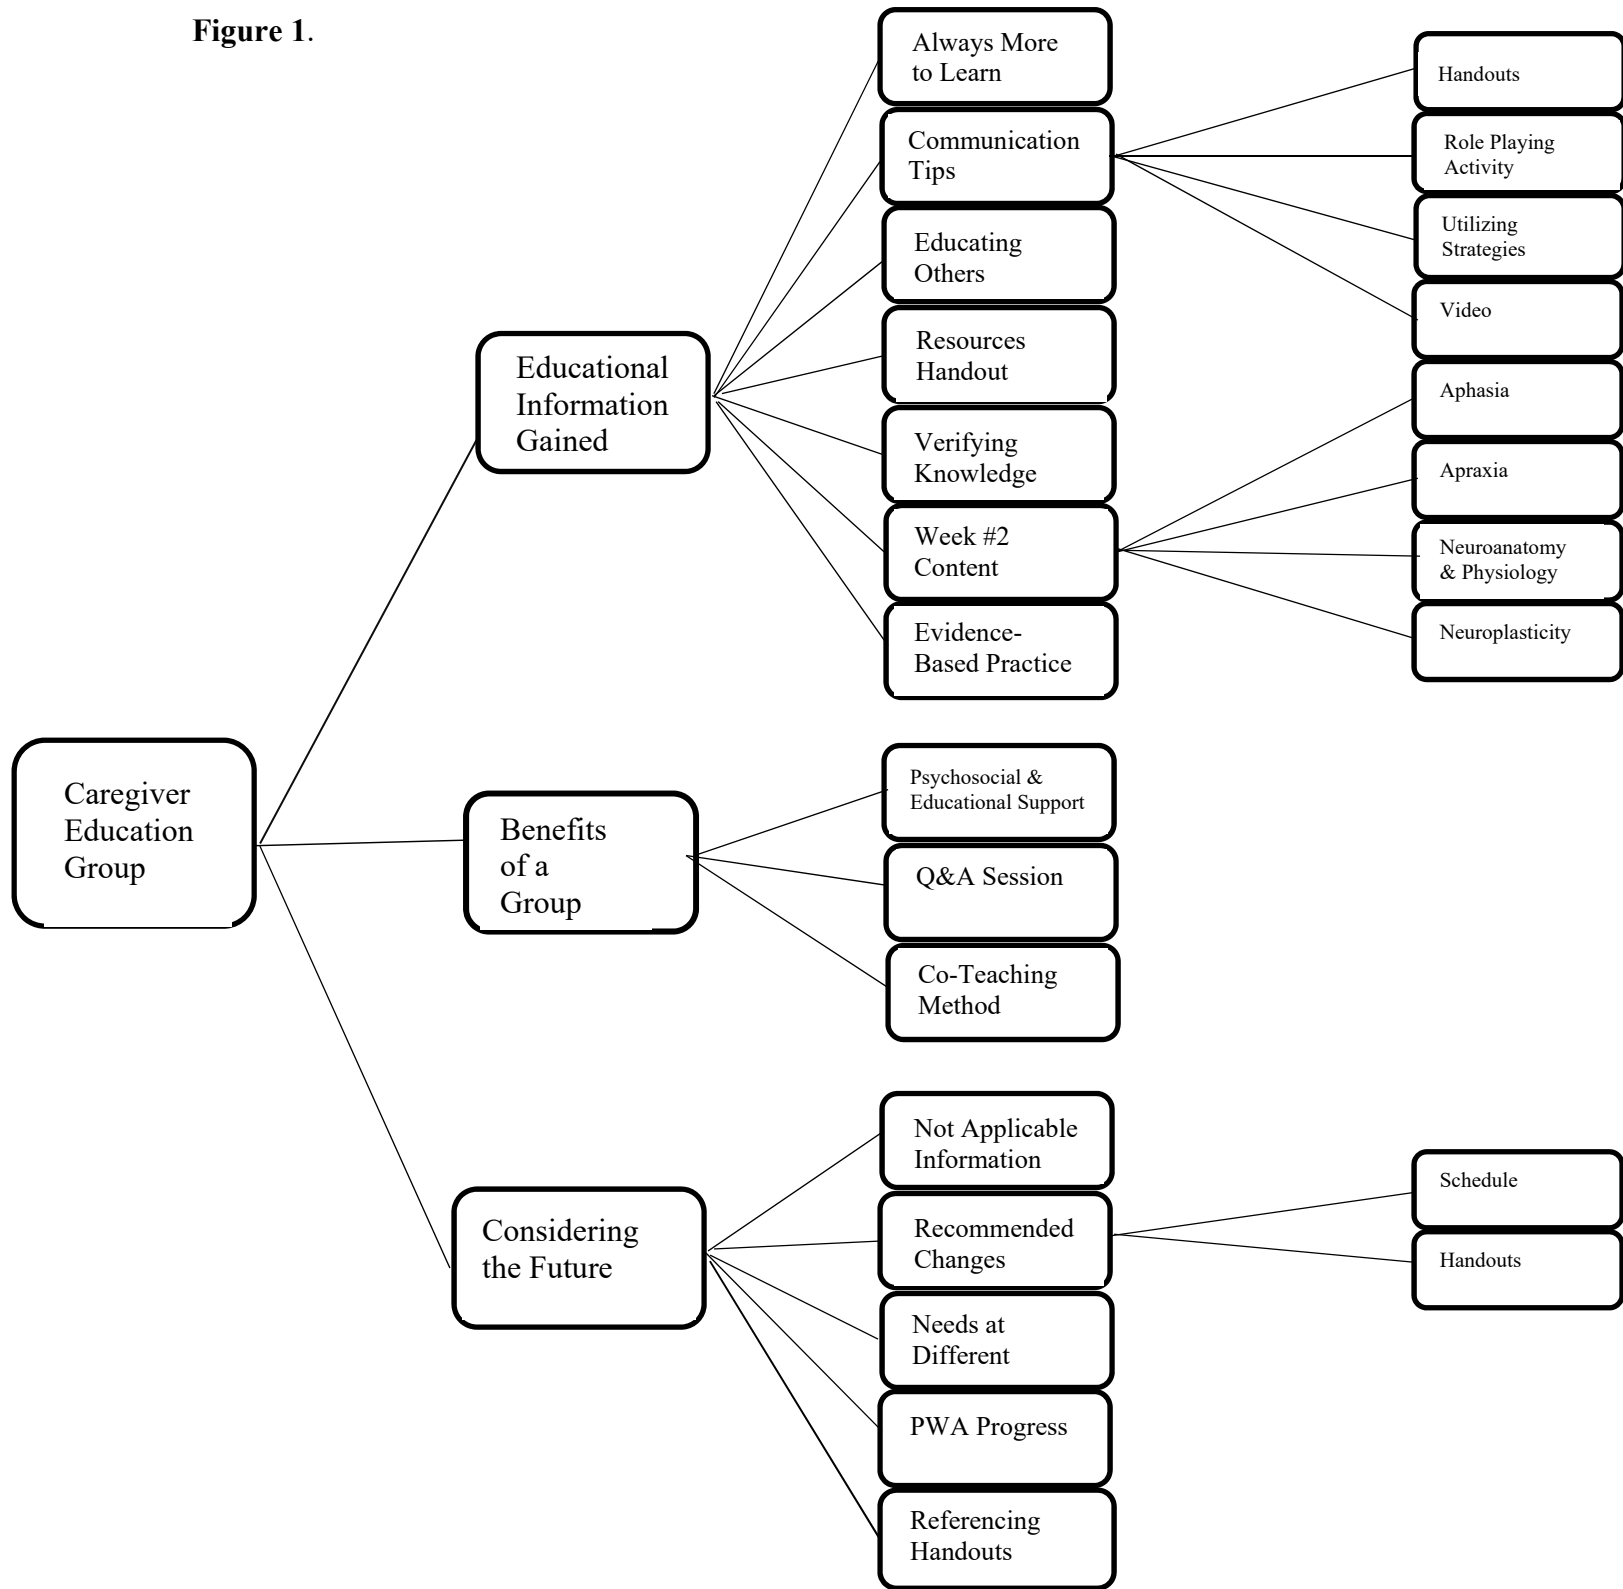 Figure 1.
Always More
to Learn
Communication
Tips
Educating
Others
Resources
Handout
Verifying
Knowledge
Week #2
Content
Evidence-
Based Practice
Handouts
Role Playing
Activity
Utilizing
Strategies
Video
Aphasia
Apraxia
Neuroanatomy
& Physiology
Neuroplasticity
Educational
Information
Gained
Caregiver
Education
Group
Benefits
of a
Group
Psychosocial &
Educational Support
Q&A Session
Co-Teaching
Method
Considering
the Future
Not Applicable
Information
Recommended
Changes
Needs at
Different
PWA Progress
Referencing
Handouts
Schedule
Handouts